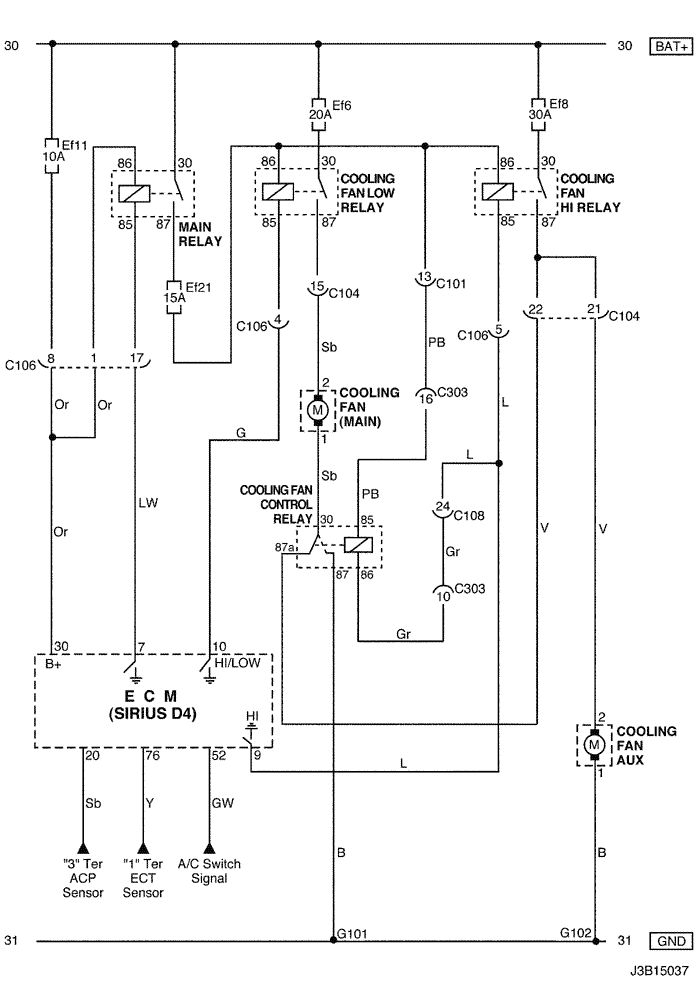 30
30
BAT+
Ef6
20A
Ef8
30A
Ef11
10A
86
30
86
30
86
30
COOLING
FAN LOW
RELAY
COOLING
FAN
HI RELAY
85
87
MAIN
RELAY
85
87
85
87
15
C104
13
C101
Ef21
15A
C106
4
22
21
C104
C106
5
Sb
PB
C106
8
1
17
2
COOLING
FAN
(MAIN)
M
1
16
C303
Or
Or
L
G
L
Sb
COOLING FAN
CONTROL
RELAY
PB
30
85
24
C108
LW
Or
V
V
87a
87
86
Gr
C303
10
Gr
30
7
10
B+
HI/LOW
E C M
(SIRIUS D4)
HI
2
M
COOLING
FAN
AUX
1
20
76
52
9
L
Sb
Y
GW
B
B
"3" Ter
ACP
Sensor
"1" Ter
ECT
Sensor
A/C Switch
Signal
31
G101
G102
31
GND
J3B15037